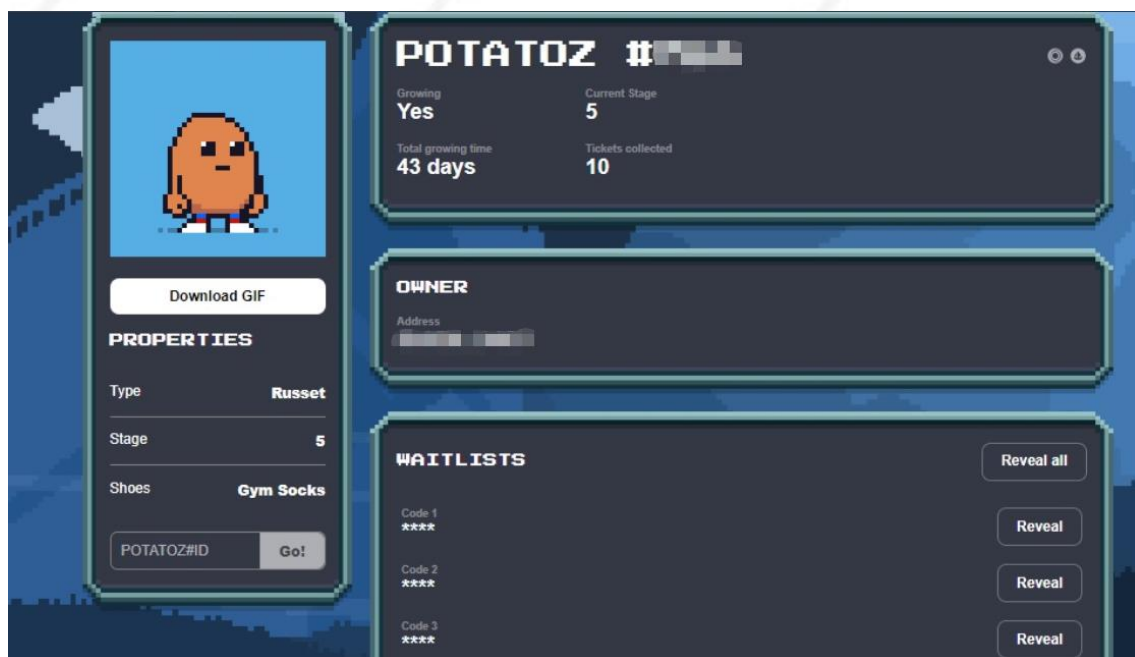 Download GIF
PROPERTIES
Type Russet
Stage 5
Shoes Gym Socks
POTATOZ#ID Go!
POTATOZ #
Growing Current Stage
Yes 5
Total growing time Tickets collected
43 days 10
OWNER
Address
WAITLISTS Reveal all
Code 1
**** Reveal
Code 2
**** Reveal
Code 3
**** Reveal